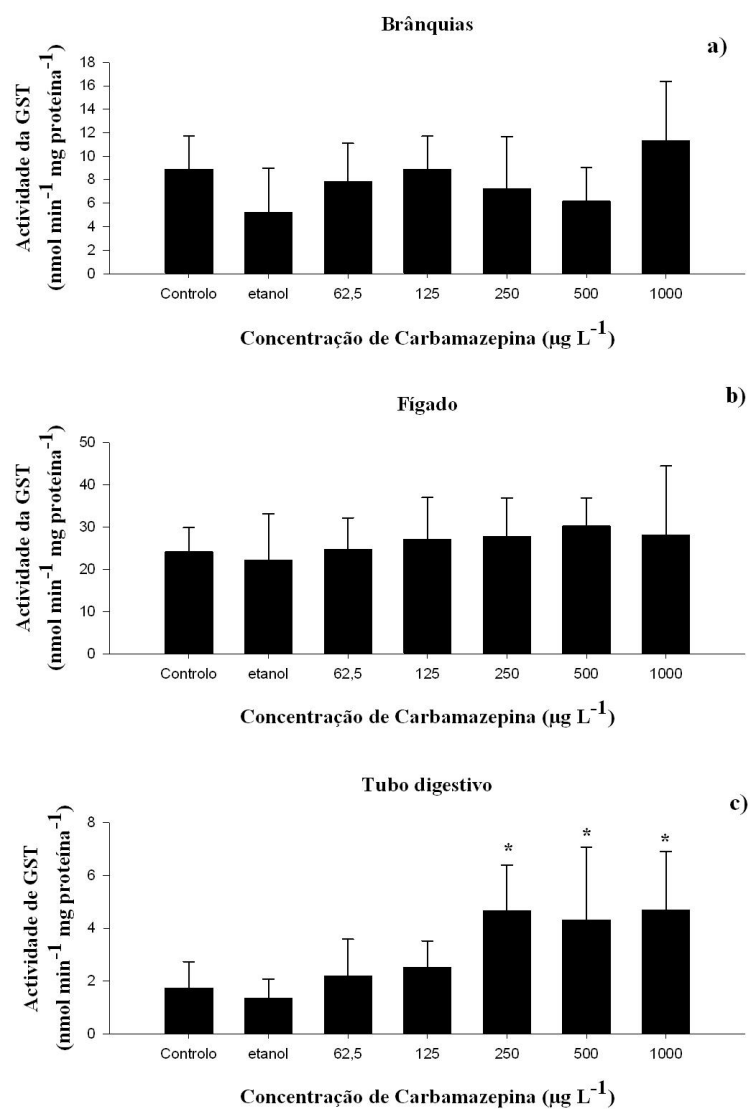 Brânquias
a)
18
16
14
12
10
8
6
4
2
0
Actividade da GST
(nmol min-1 mg proteína-1)
Controlo etanol 62,5 125 250 500 1000
Concentração de Carbamazepina (µg L-1)
Fígado
b)
50
40
30
20
10
0
Actividade da GST
(nmol min-1 mg proteína-1)
Controlo etanol 62,5 125 250 500 1000
Concentração de Carbamazepina (µg L-1)
Tubo digestivo
c)
8
6
4
2
0
Actividade de GST
(nmol min-1 mg proteína-1)
* * *
Controlo etanol 62,5 125 250 500 1000
Concentração de Carbamazepina (µg L-1)